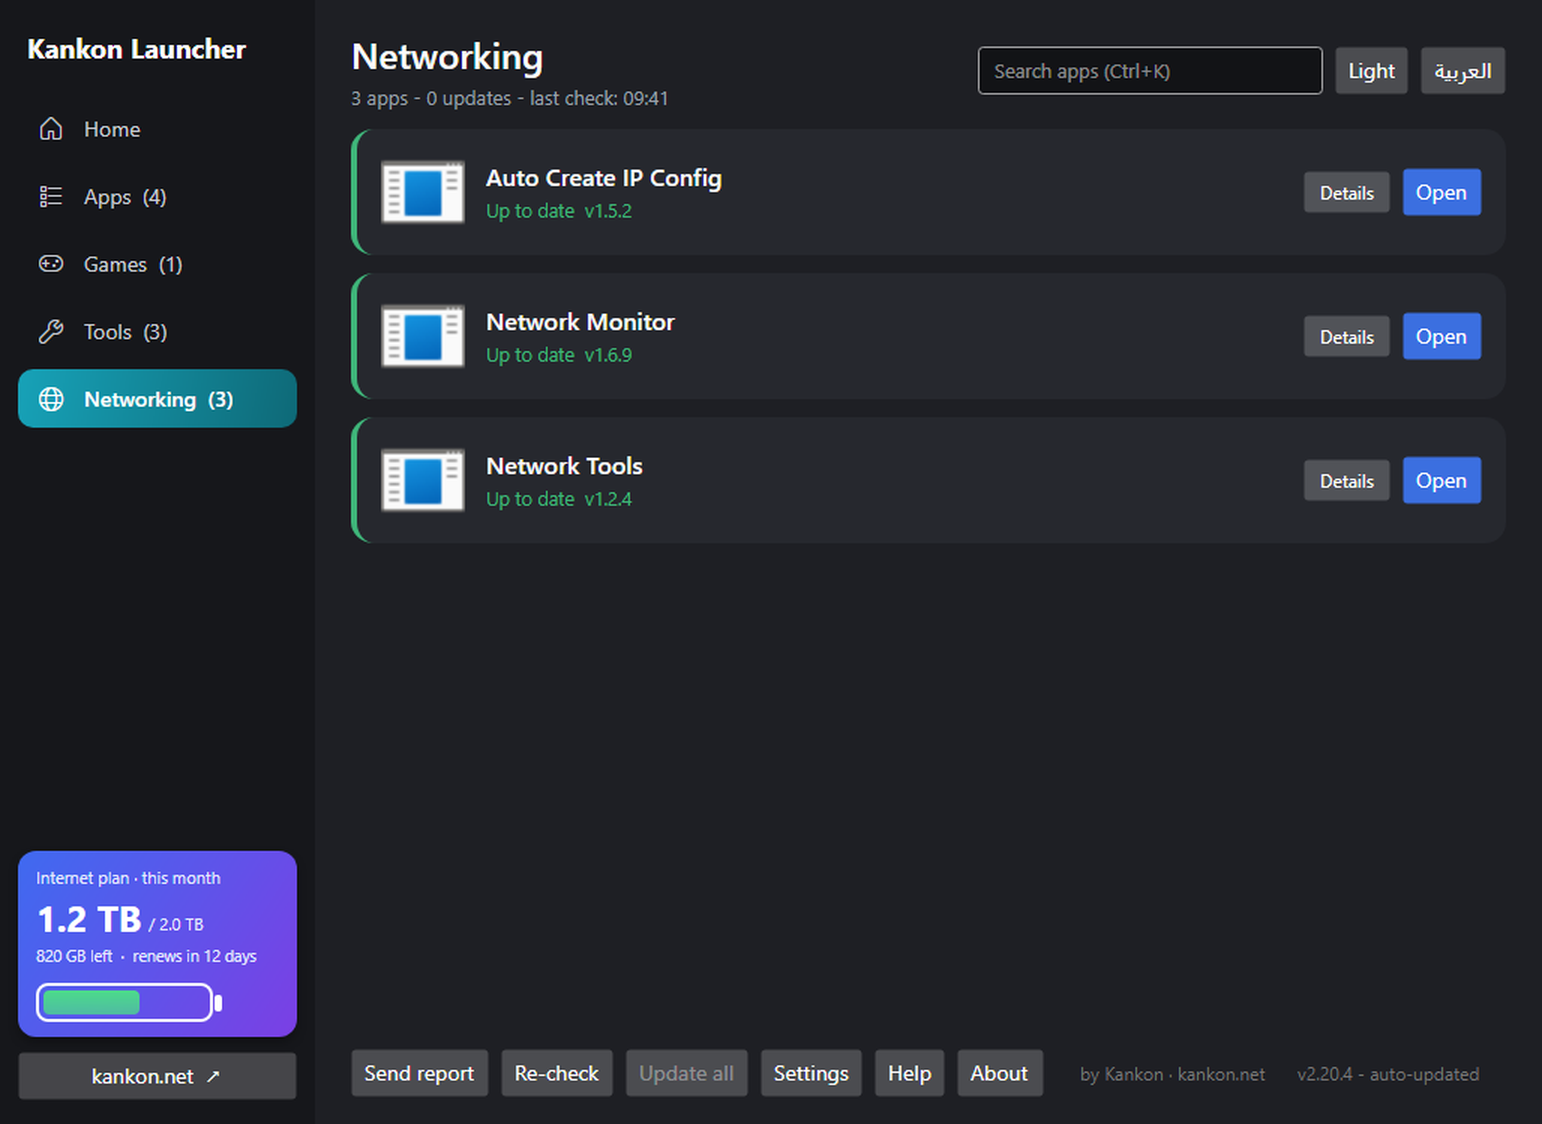 Kankon Launcher
Home
Apps (4)
Games (1)
Tools (3)
Networking (3)
Internet plan · this month
1.2 TB / 2.0 TB
820 GB left · renews in 12 days
kankon.net ↗
Networking
3 apps - 0 updates - last check: 09:41
Search apps (Ctrl+K)
Light
العربية
Auto Create IP Config
Up to date v1.5.2
Details
Open
Network Monitor
Up to date v1.6.9
Details
Open
Network Tools
Up to date v1.2.4
Details
Open
Send report
Re-check
Update all
Settings
Help
About
by Kankon · kankon.net
v2.20.4 - auto-updated